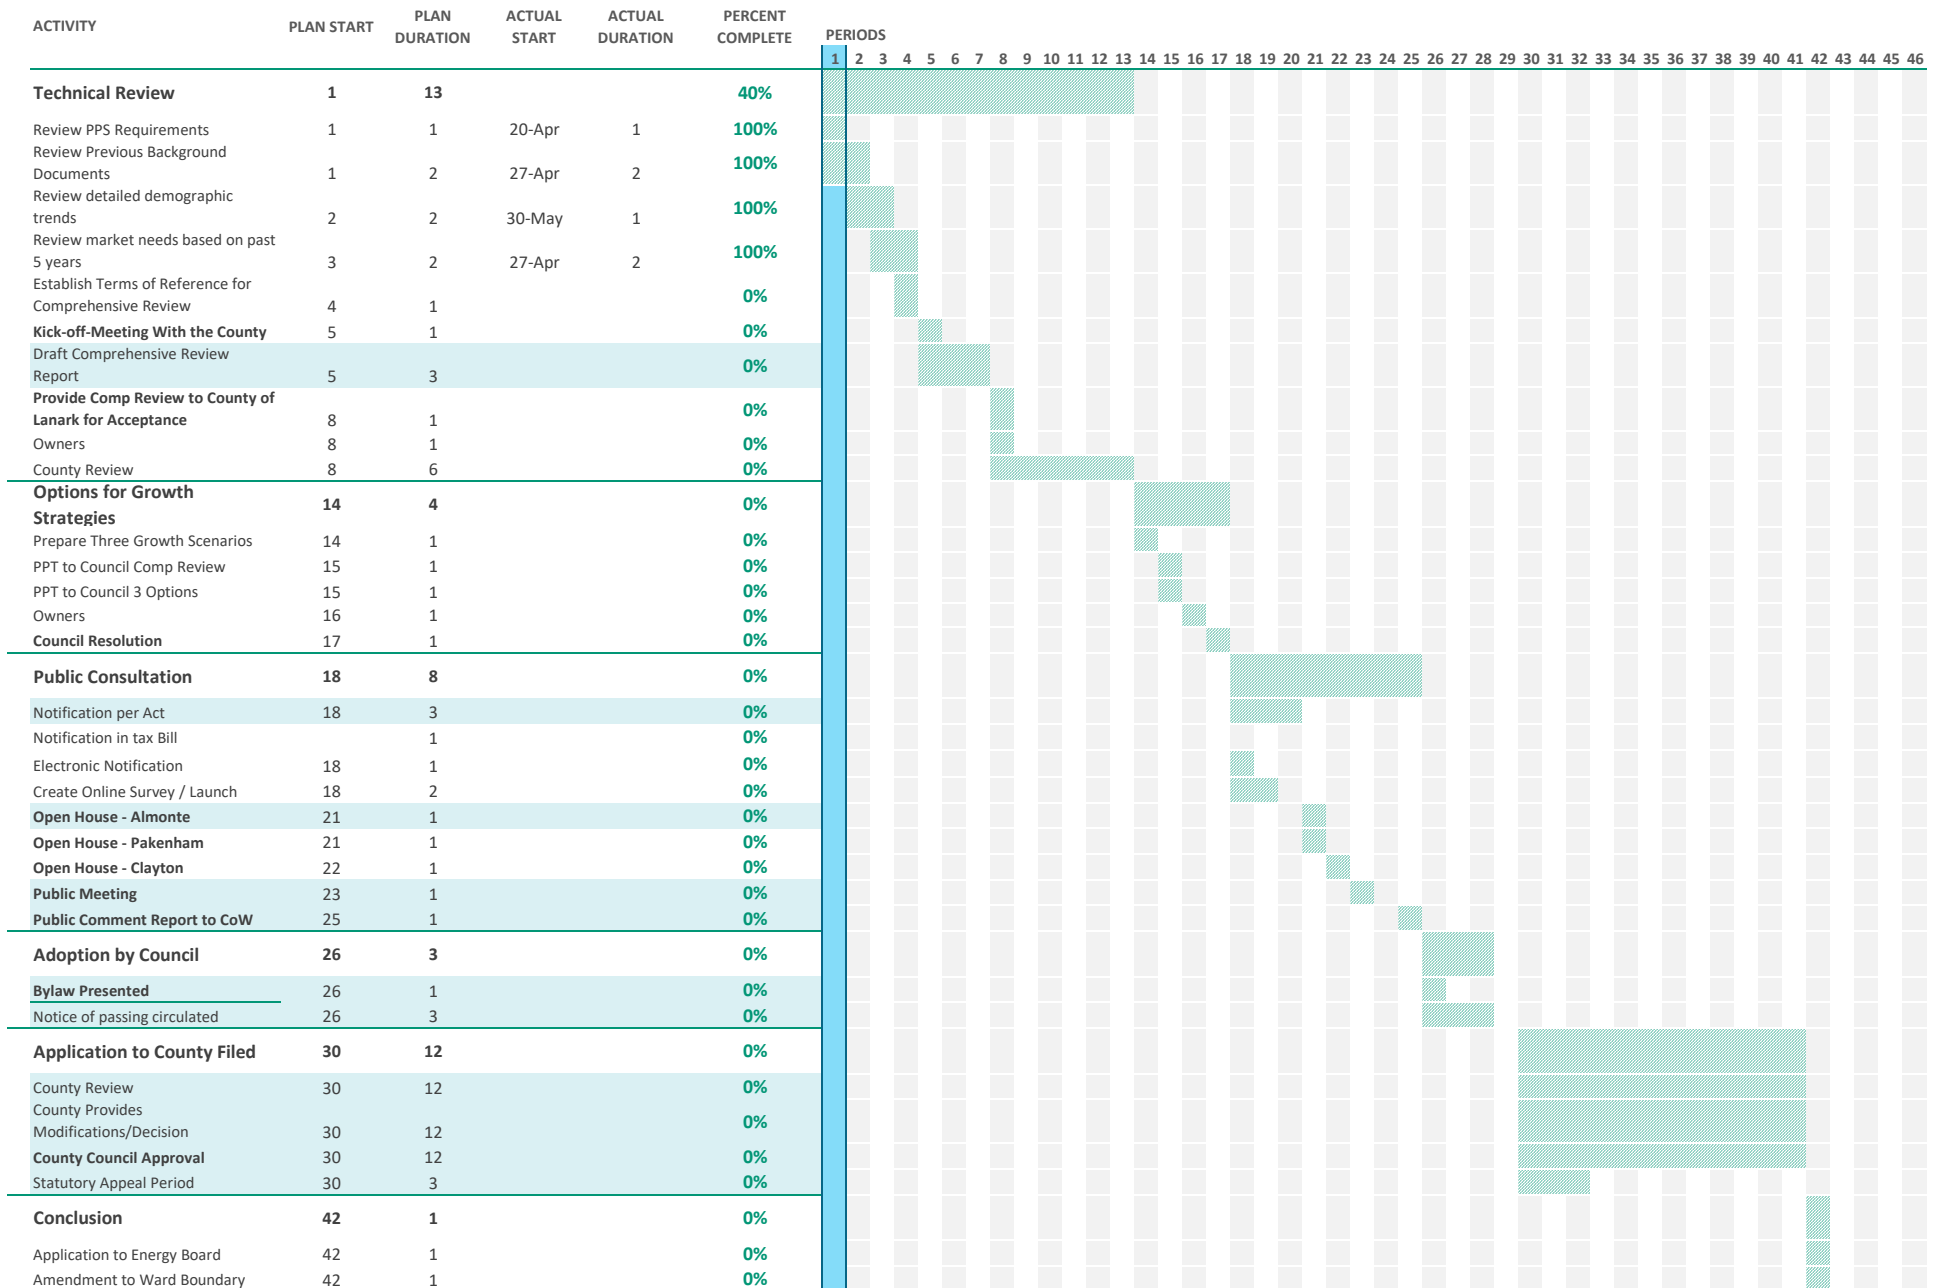 ACTIVITY PLAN START PLAN DURATION ACTUAL START ACTUAL DURATION PERCENT COMPLETE PERIODS
1 2 3 4 5 6 7 8 9 10 11 12 13 14 15 16 17 18 19 20 21 22 23 24 25 26 27 28 29 30 31 32 33 34 35 36 37 38 39 40 41 42 43 44 45 46
Technical Review 1 13 40%
Review PPS Requirements 1 1 20-Apr 1 100%
Review Previous Background
Documents 1 2 27-Apr 2 100%
Review detailed demographic
trends 2 2 30-May 1 100%
Review market needs based on past
5 years 3 2 27-Apr 2 100%
Establish Terms of Reference for
Comprehensive Review 4 1 0%
Kick-off-Meeting With the County 5 1 0%
Draft Comprehensive Review
Report 5 3 0%
Provide Comp Review to County of
Lanark for Acceptance 8 1 0%
Owners 8 1 0%
County Review 8 6 0%
Options for Growth
Strategies 14 4 0%
Prepare Three Growth Scenarios 14 1 0%
PPT to Council Comp Review 15 1 0%
PPT to Council 3 Options 15 1 0%
Owners 16 1 0%
Council Resolution 17 1 0%
Public Consultation 18 8 0%
Notification per Act 18 3 0%
Notification in tax Bill 1 0%
Electronic Notification 18 1 0%
Create Online Survey / Launch 18 2 0%
Open House - Almonte 21 1 0%
Open House - Pakenham 21 1 0%
Open House - Clayton 22 1 0%
Public Meeting 23 1 0%
Public Comment Report to CoW 25 1 0%
Adoption by Council 26 3 0%
Bylaw Presented 26 1 0%
Notice of passing circulated 26 3 0%
Application to County Filed 30 12 0%
County Review 30 12 0%
County Provides
Modifications/Decision 30 12 0%
County Council Approval 30 12 0%
Statutory Appeal Period 30 3 0%
Conclusion 42 1 0%
Application to Energy Board 42 1 0%
Amendment to Ward Boundary 42 1 0%